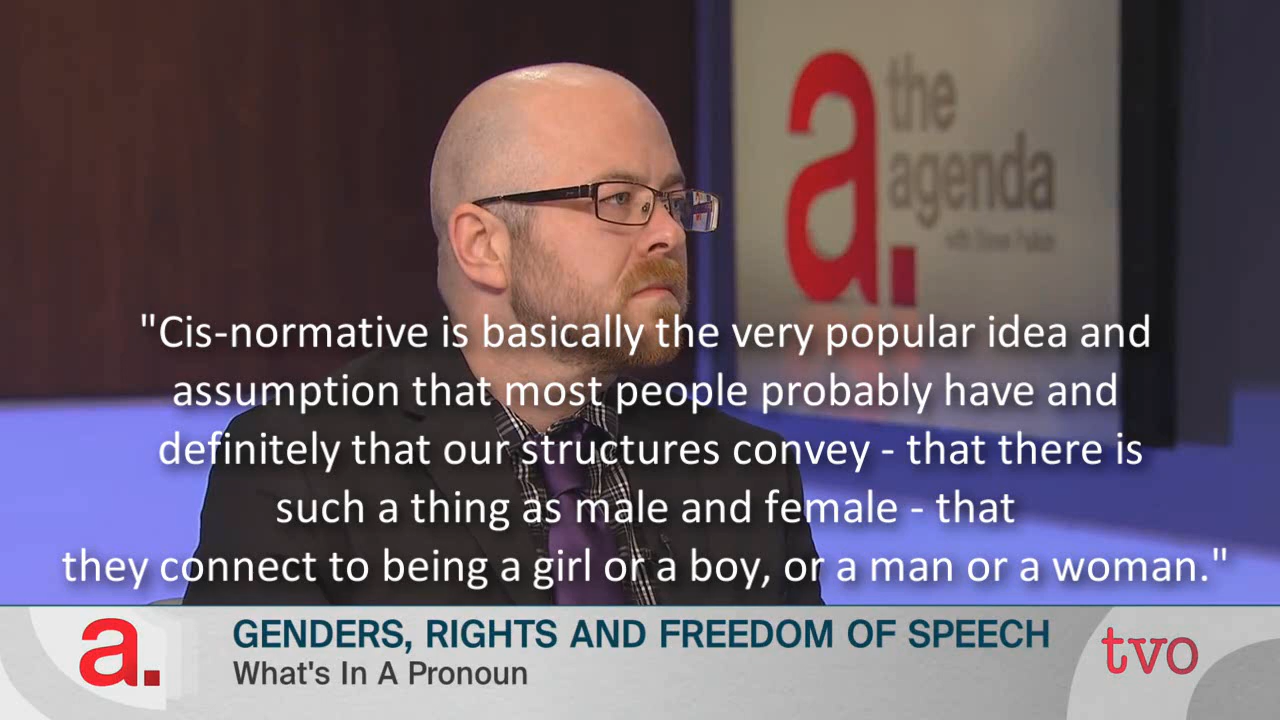 a.
the
agenda
"Cis-normative is basically the very popular idea and
assumption that most people probably have and
definitely that our structures convey - that there is
such a thing as male and female - that
they connect to being a girl or a boy, or a man or a woman."
a.
GENDERS, RIGHTS AND FREEDOM OF SPEECH
What's In A Pronoun
tvo